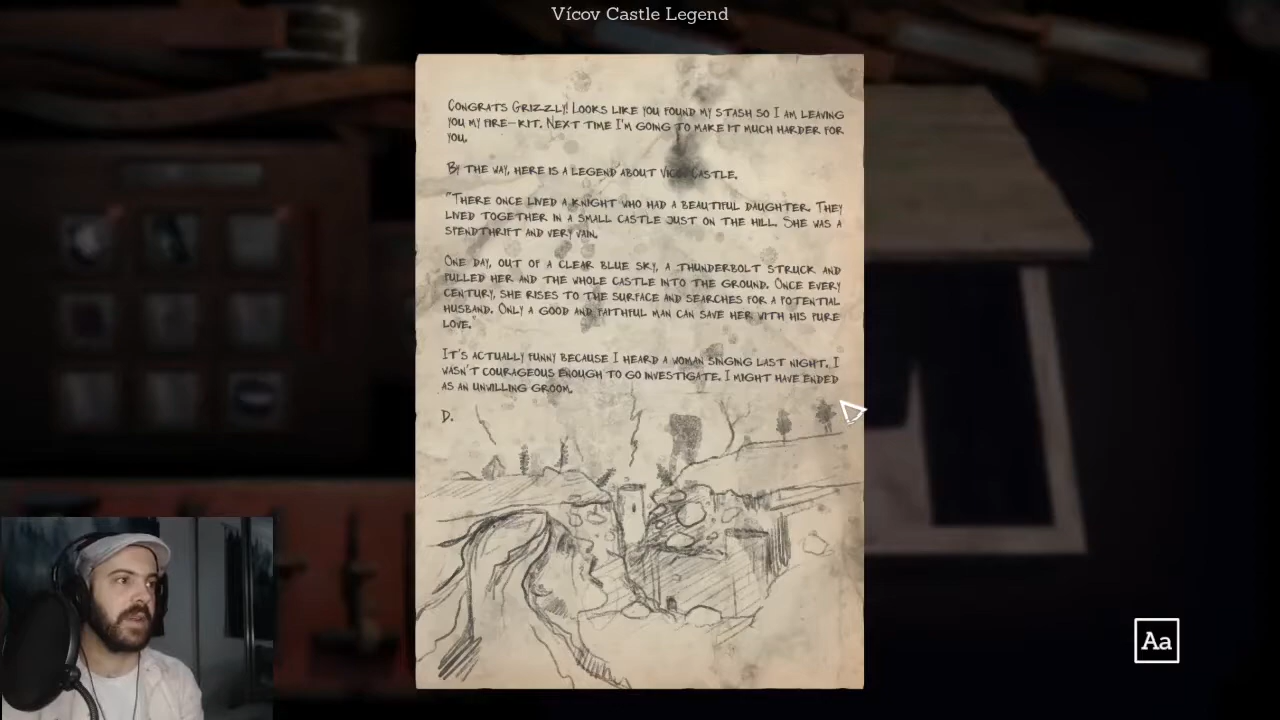 Vícov Castle Legend
CONGRATS GRIZZLY! LOOKS LIKE YOU FOUND MY STASH SO I AM LEAVING
YOU MY FIRE-KIT. NEXT TIME I'M GOING TO MAKE IT MUCH HARDER FOR
YOU.
BY THE WAY, HERE IS A LEGEND ABOUT VÍCOV CASTLE.
"THERE ONCE LIVED A KNIGHT WHO HAD A BEAUTIFUL DAUGHTER. THEY
LIVED TOGETHER IN A SMALL CASTLE JUST ON THE HILL. SHE WAS A
SPENDTHRIFT AND VERY VAIN.
ONE DAY, OUT OF A CLEAR BLUE SKY, A THUNDERBOLT STRUCK AND
PULLED HER AND THE WHOLE CASTLE INTO THE GROUND. ONCE EVERY
CENTURY, SHE RISES TO THE SURFACE AND SEARCHES FOR A POTENTIAL
HUSBAND. ONLY A GOOD AND FAITHFUL MAN CAN SAVE HER WITH HIS PURE
LOVE."
IT'S ACTUALLY FUNNY BECAUSE I HEARD A WOMAN SINGING LAST NIGHT. I
WASN'T COURAGEOUS ENOUGH TO GO INVESTIGATE. I MIGHT HAVE ENDED
AS AN UNWILLING GROOM.
D.
Aa